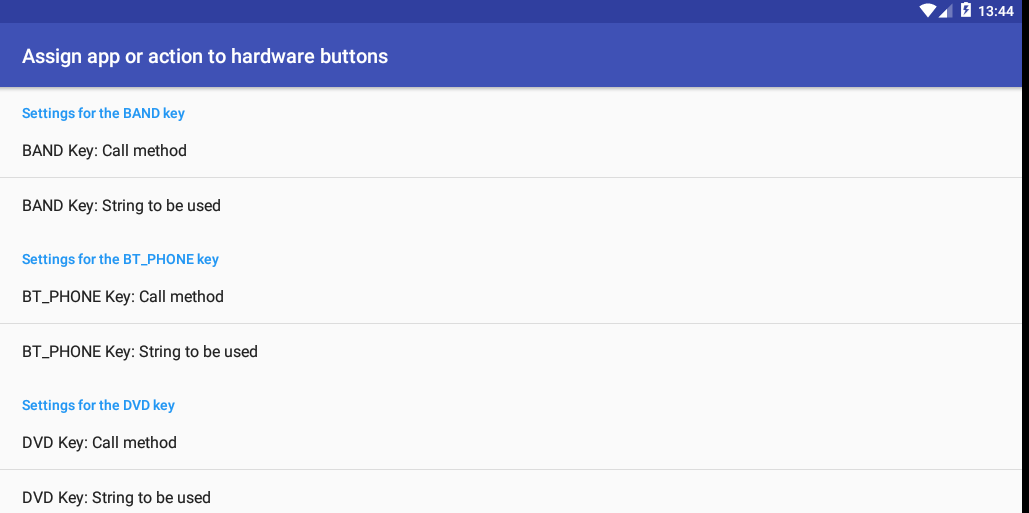 13:44
Assign app or action to hardware buttons
Settings for the BAND key
BAND Key: Call method
BAND Key: String to be used
Settings for the BT_PHONE key
BT_PHONE Key: Call method
BT_PHONE Key: String to be used
Settings for the DVD key
DVD Key: Call method
DVD Key: String to be used